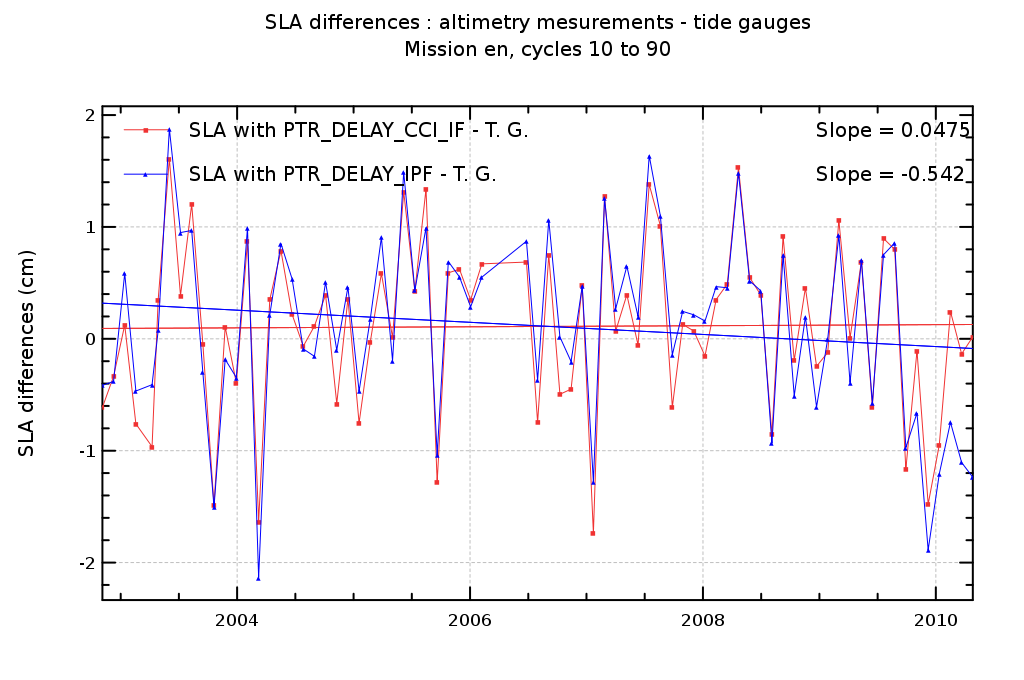 SLA differences : altimetry mesurements - tide gauges
Mission en, cycles 10 to 90
SLA with PTR_DELAY_CCI_IF - T. G.
Slope = 0.0475
SLA with PTR_DELAY_IPF - T. G.
Slope = -0.542
SLA differences (cm)
2
1
0
-1
-2
2004
2006
2008
2010